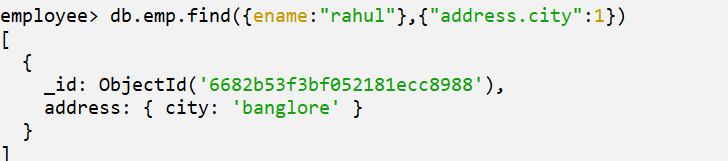 employee> db.emp.find({ename:"rahul"},{"address.city":1})
[
  {
    _id: ObjectId('6682b53f3bf052181ecc8988'),
    address: { city: 'banglore' }
  }
]